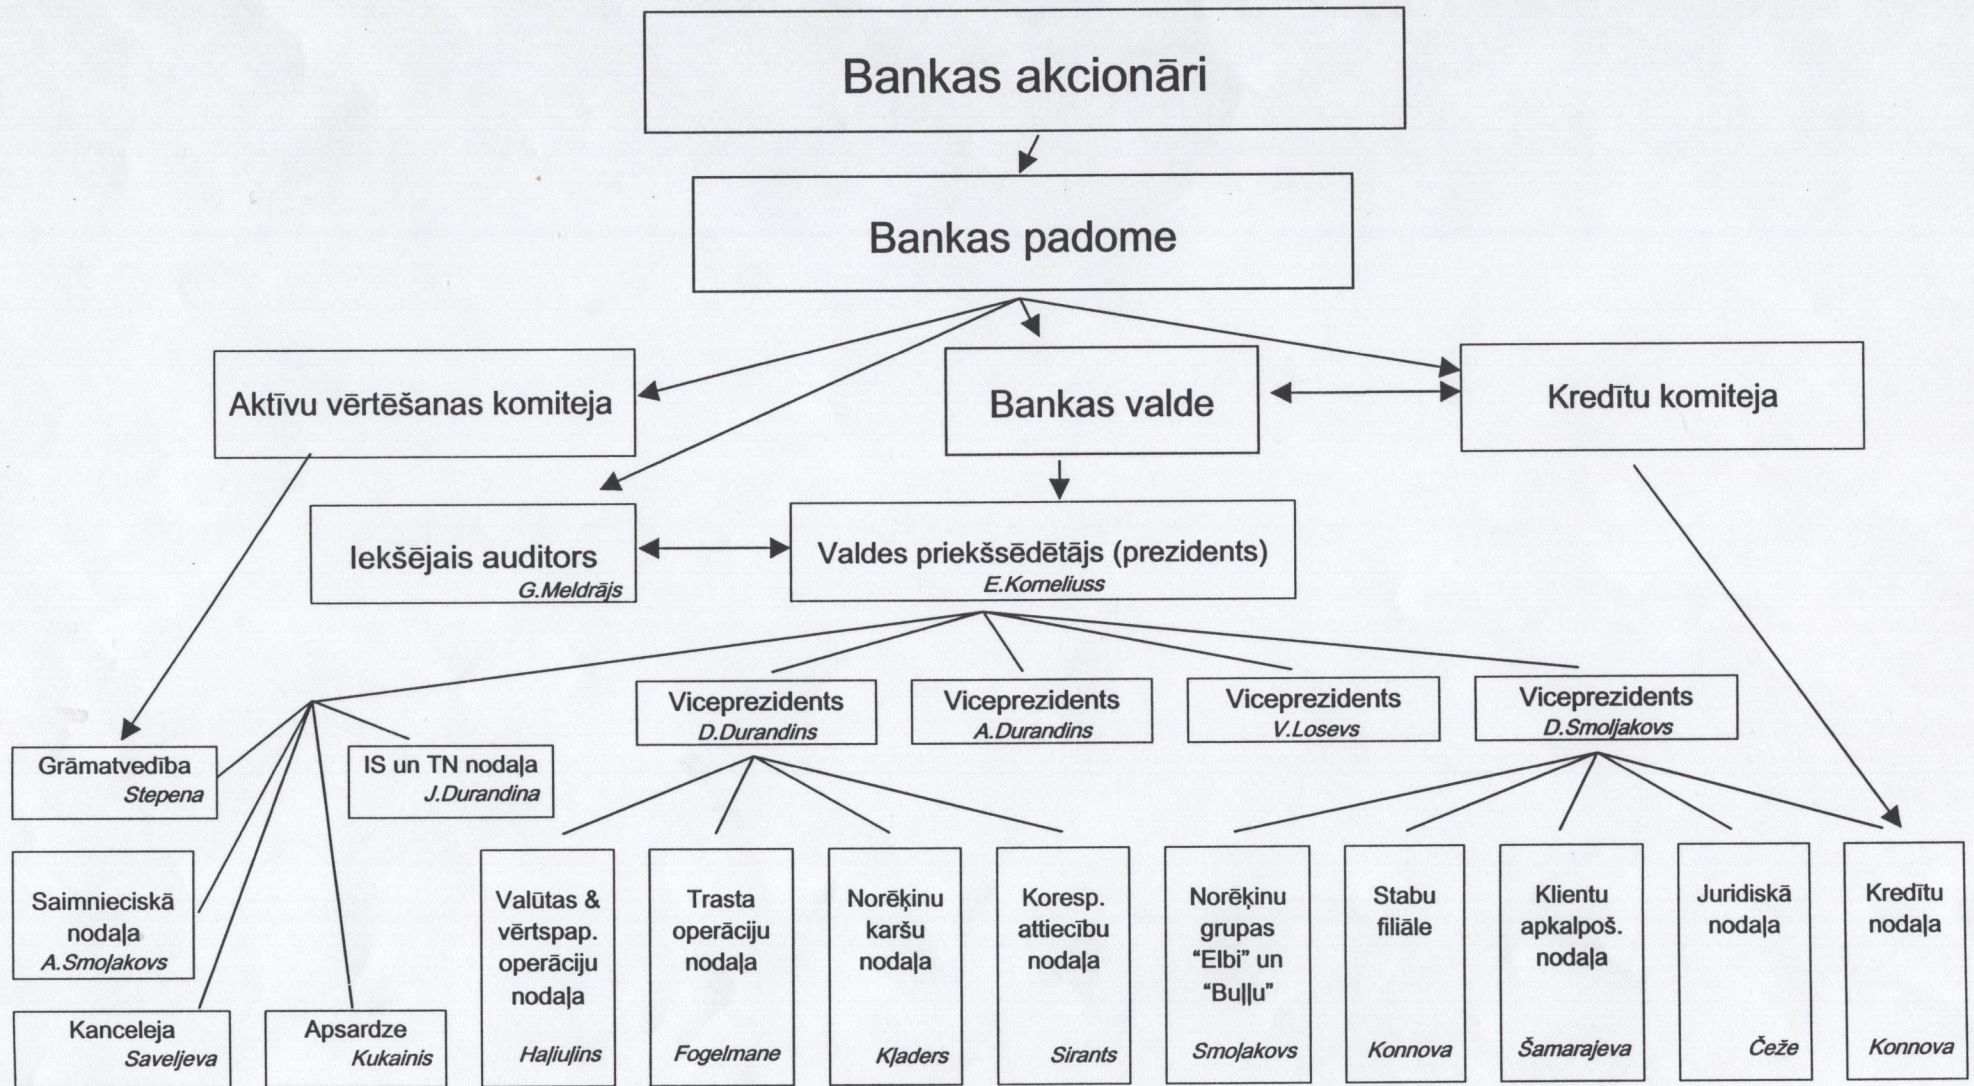 Bankas akcionāri
Bankas padome
Aktīvu vērtēšanas komiteja
Bankas valde
Kredītu komiteja
Iekšējais auditors
G.Meldrājs
Valdes priekšsēdētājs (prezidents)
E.Korneliuss
Viceprezidents
D.Durandins
Viceprezidents
A.Durandins
Viceprezidents
V.Losevs
Viceprezidents
D.Smoļjakovs
Grāmatvedība
Stepena
IS un TN nodaļa
J.Durandina
Saimnieciskā
nodaļa
A.Smoļakovs
Kanceleja
Saveljeva
Apsardze
Kukainis
Valūtas &
vērtspap.
operāciju
nodaļa
Haļiuļins
Trasta
operāciju
nodaļa
Fogelmane
Norēķinu
karšu
nodaļa
Kļaders
Koresp.
attiecību
nodaļa
Sirants
Norēķinu
grupas
“Elbi” un
“Buļļu”
Smoļakovs
Stabu
filiāle
Konnova
Klientu
apkalpoš.
nodaļa
Šamarajeva
Juridiskā
nodaļa
Čeže
Kredītu
nodaļa
Konnova